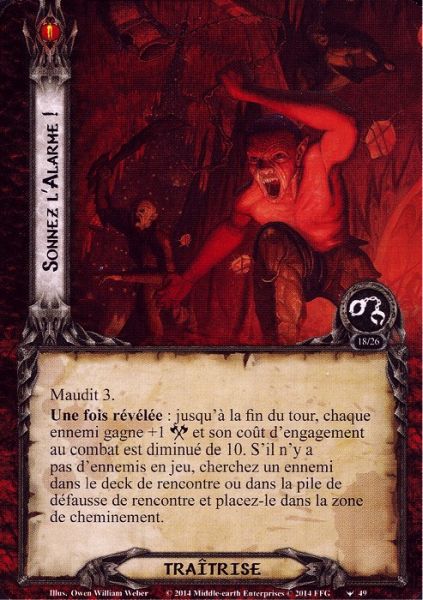 SONNEZ L'ALARME !
18/26
Maudit 3.
Une fois révélée : jusqu'à la fin du tour, chaque
ennemi gagne +1 et son coût d'engagement
au combat est diminué de 10. S'il n'y a
pas d'ennemis en jeu, cherchez un ennemi
dans le deck de rencontre ou dans la pile de
défausse de rencontre et placez-le dans la zone
de cheminement.
TRAÎTRISE
Illus. Owen William Weber © 2014 Middle-earth Enterprises © 2014 FFG 49